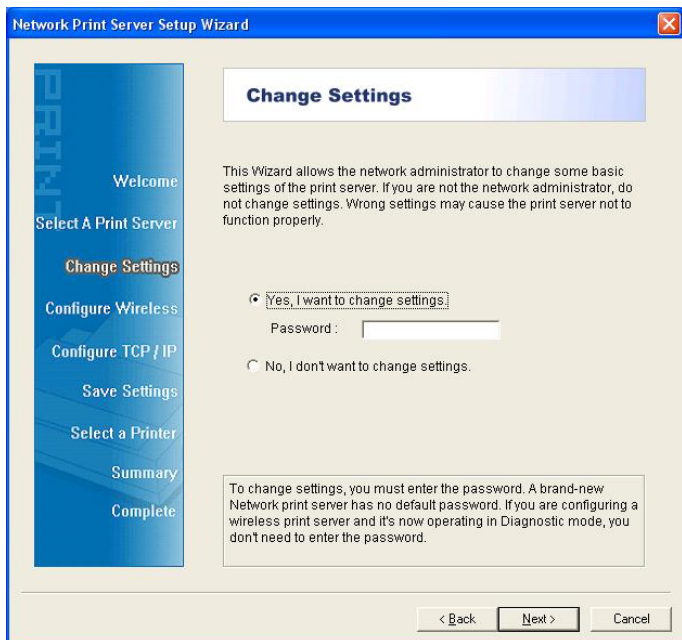 Network Print Server Setup Wizard
PRINT
Welcome
Select A Print Server
Change Settings
Configure Wireless
Configure TCP / IP
Save Settings
Select a Printer
Summary
Complete
Change Settings
This Wizard allows the network administrator to change some basic
settings of the print server. If you are not the network administrator, do
not change settings. Wrong settings may cause the print server not to
function properly.
Yes, I want to change settings.
Password :
No, I don't want to change settings.
To change settings, you must enter the password. A brand-new
Network print server has no default password. If you are configuring a
wireless print server and it's now operating in Diagnostic mode, you
don't need to enter the password.
< Back
Next >
Cancel